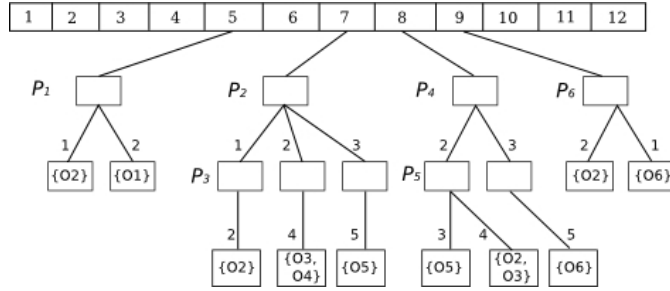 1 2 3 4 5 6 7 8 9 10 11 12
P1 P2 P4 P6
1 2 1 2 3 2 3 2 1
{O2} {O1} P3 P5 {O2} {O6}
2 4 5 3 4 5
{O2} {O3, O4} {O5} {O5} {O2, O3} {O6}